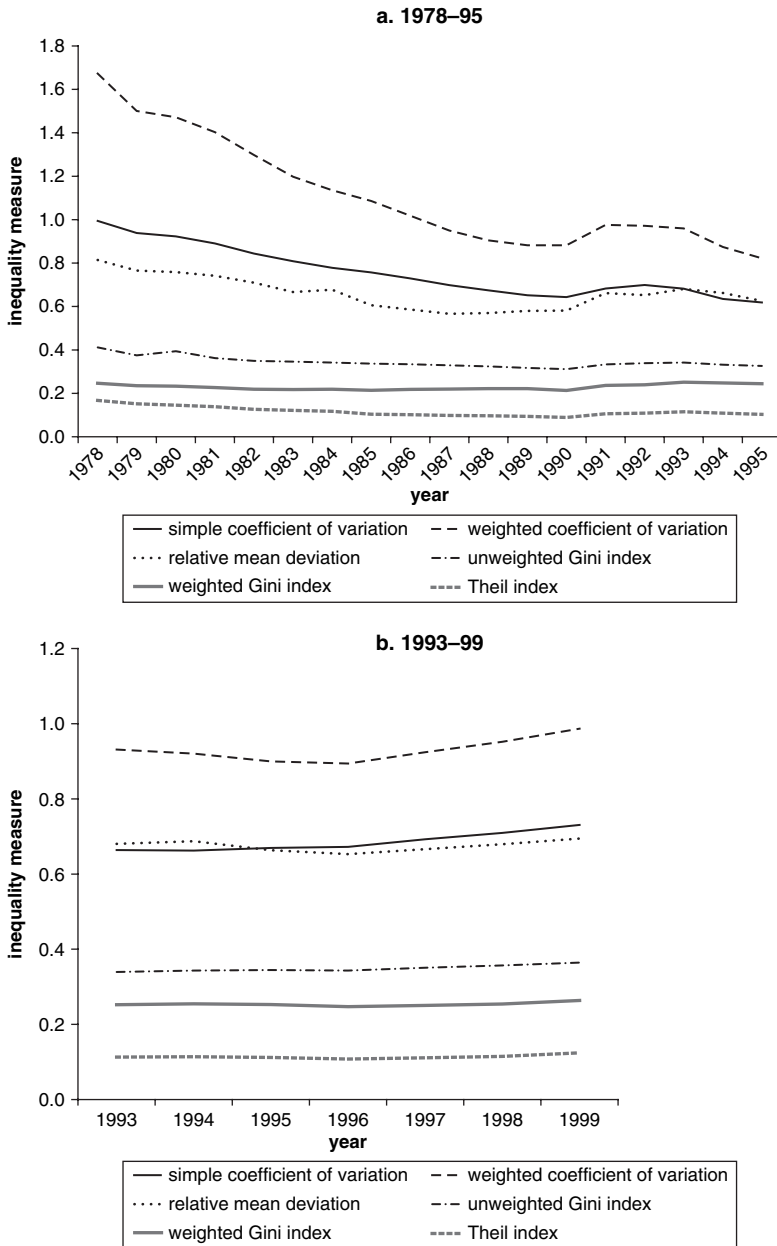 a. 1978–95
1.8
1.6
1.4
1.2
1.0
0.8
0.6
0.4
0.2
0.0
inequality measure
1978 1979 1980 1981 1982 1983 1984 1985 1986 1987 1988 1989 1990 1991 1992 1993 1994 1995
year
simple coefficient of variation weighted coefficient of variation
relative mean deviation unweighted Gini index
weighted Gini index Theil index
b. 1993–99
1.2
1.0
0.8
0.6
0.4
0.2
0.0
inequality measure
1993 1994 1995 1996 1997 1998 1999
year
simple coefficient of variation weighted coefficient of variation
relative mean deviation unweighted Gini index
weighted Gini index Theil index